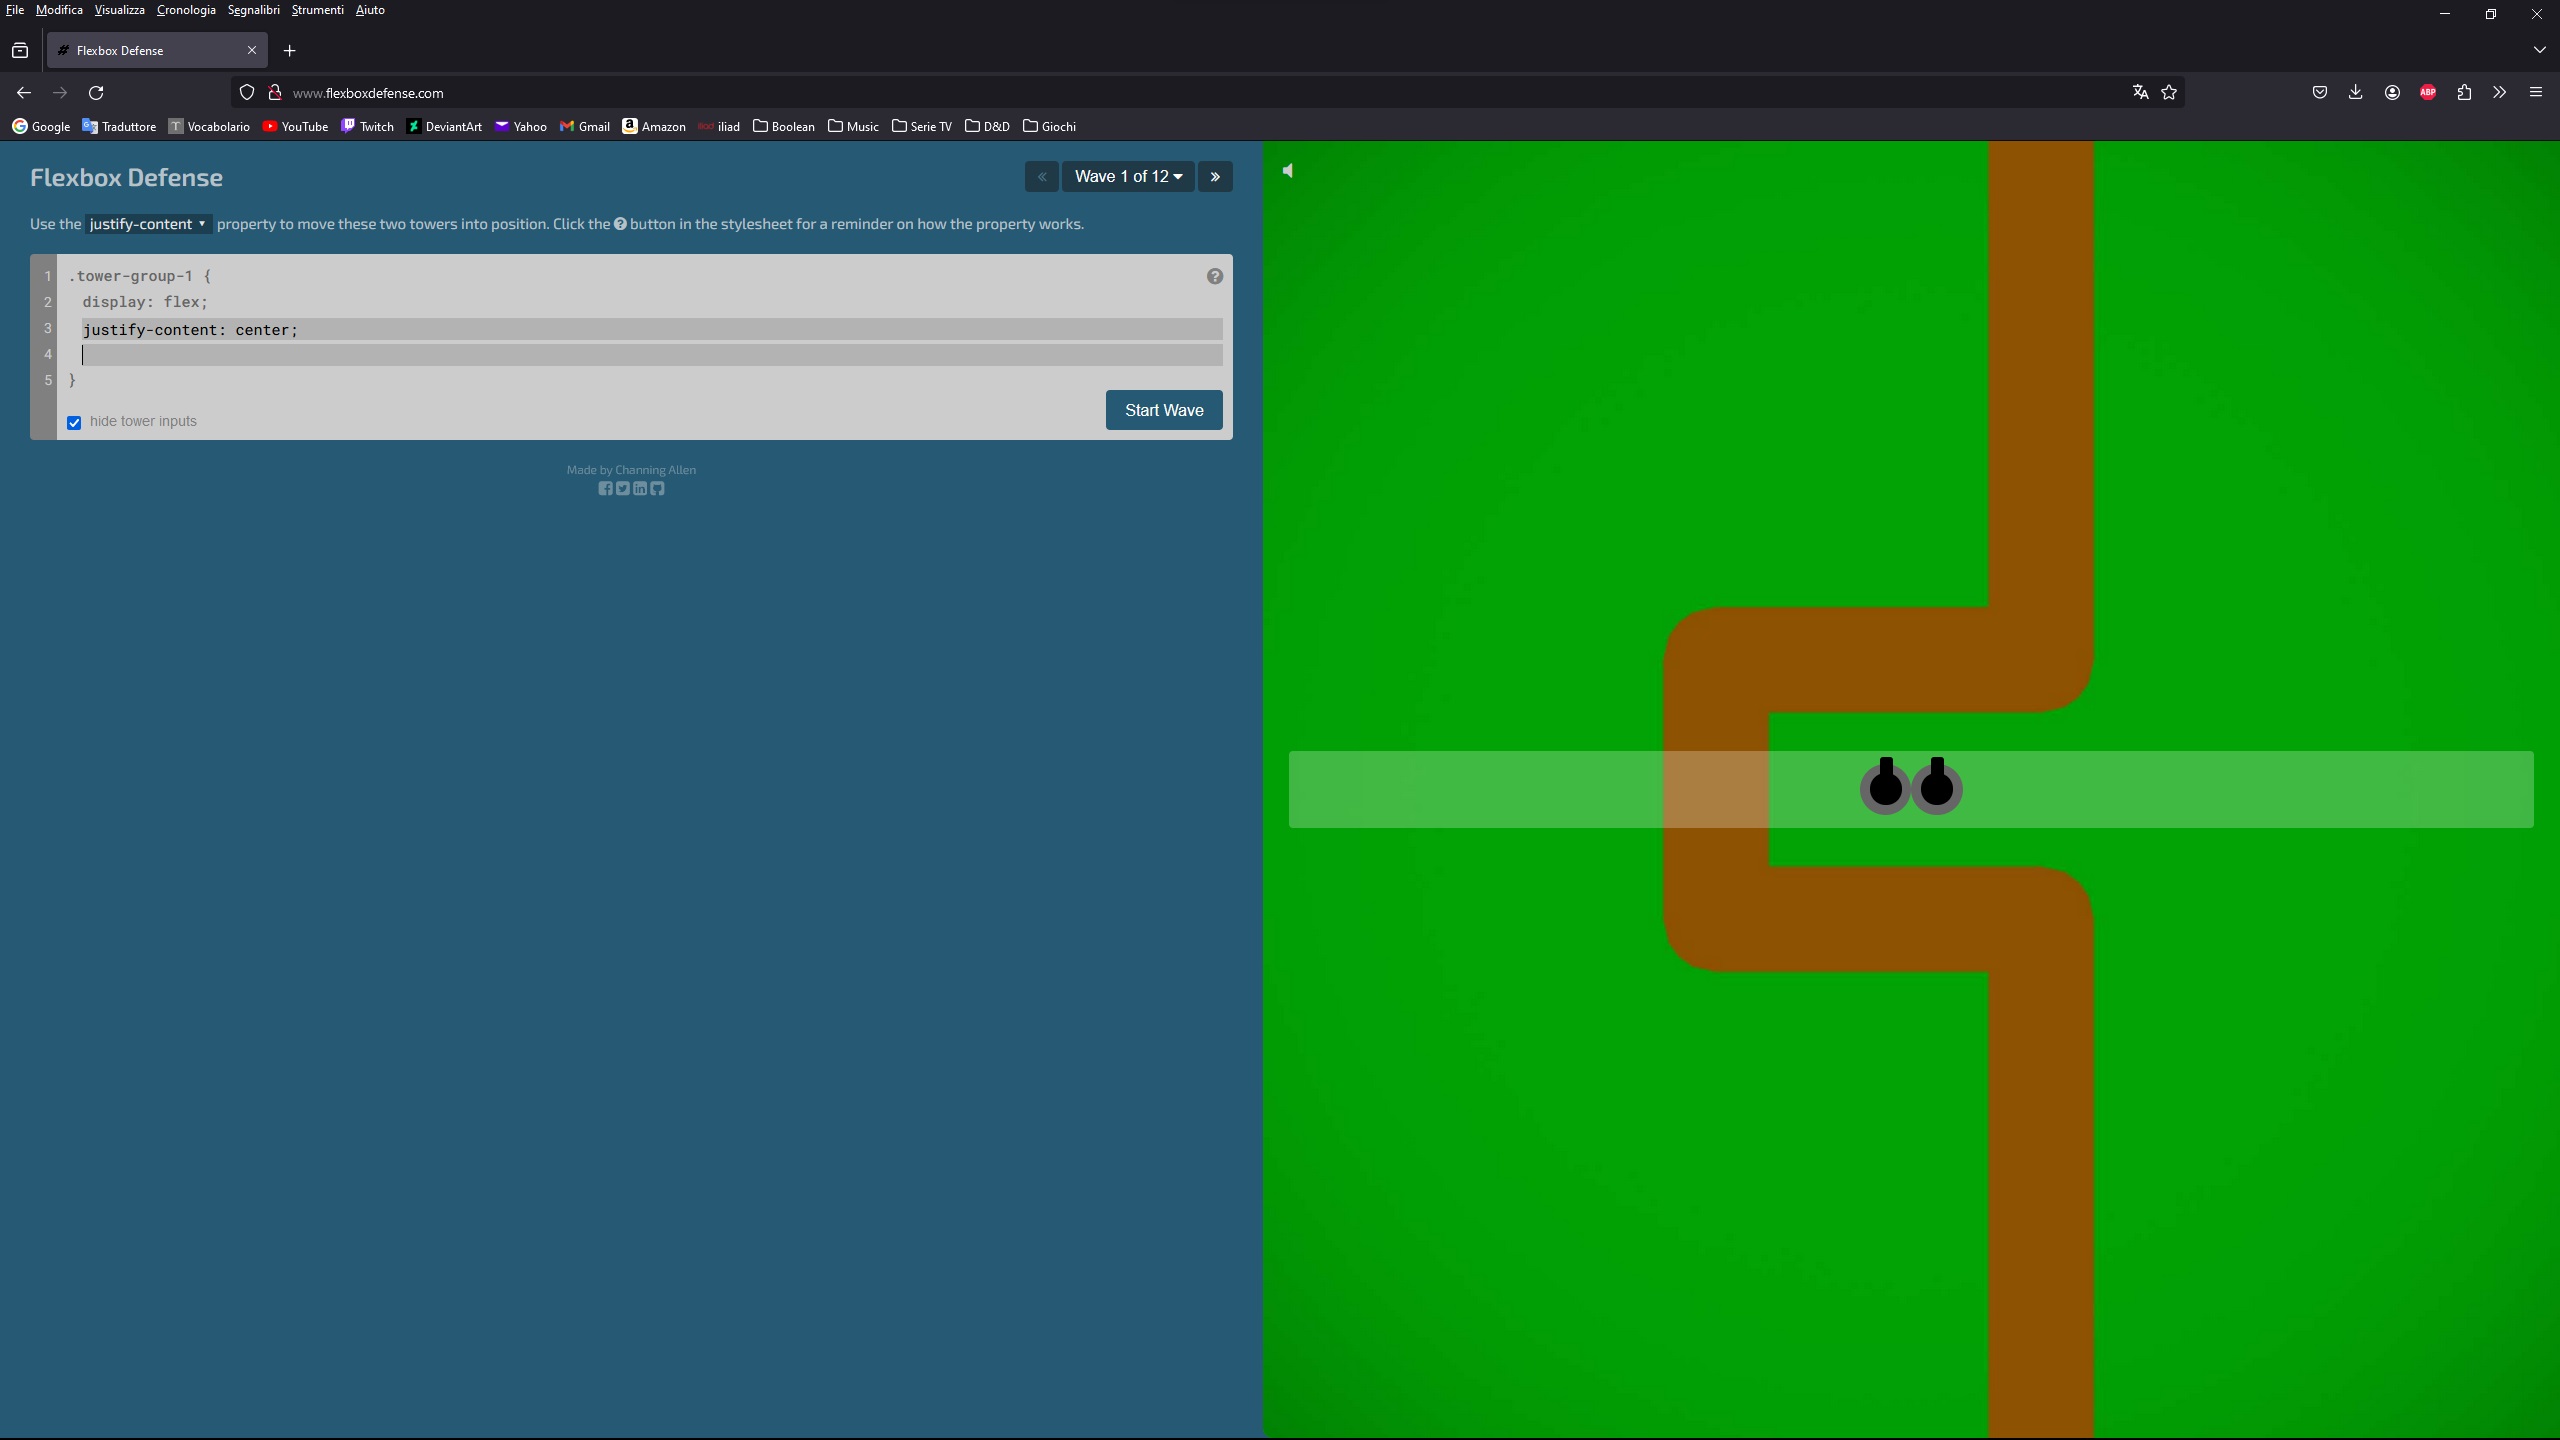 File Modifica Visualizza Cronologia Segnalibri Strumenti Aiuto
Flexbox Defense
www.flexboxdefense.com
ABP
Google Traduttore T Vocabolario YouTube Twitch DeviantArt Yahoo Gmail a Amazon iliad iliad Boolean Music Serie TV D&D Giochi
Flexbox Defense
« Wave 1 of 12 »
Use the justify-content property to move these two towers into position. Click the ? button in the stylesheet for a reminder on how the property works.
1 .tower-group-1 {
2 display: flex;
3 justify-content: center;
4
5 }
hide tower inputs
Start Wave
Made by Channing Allen